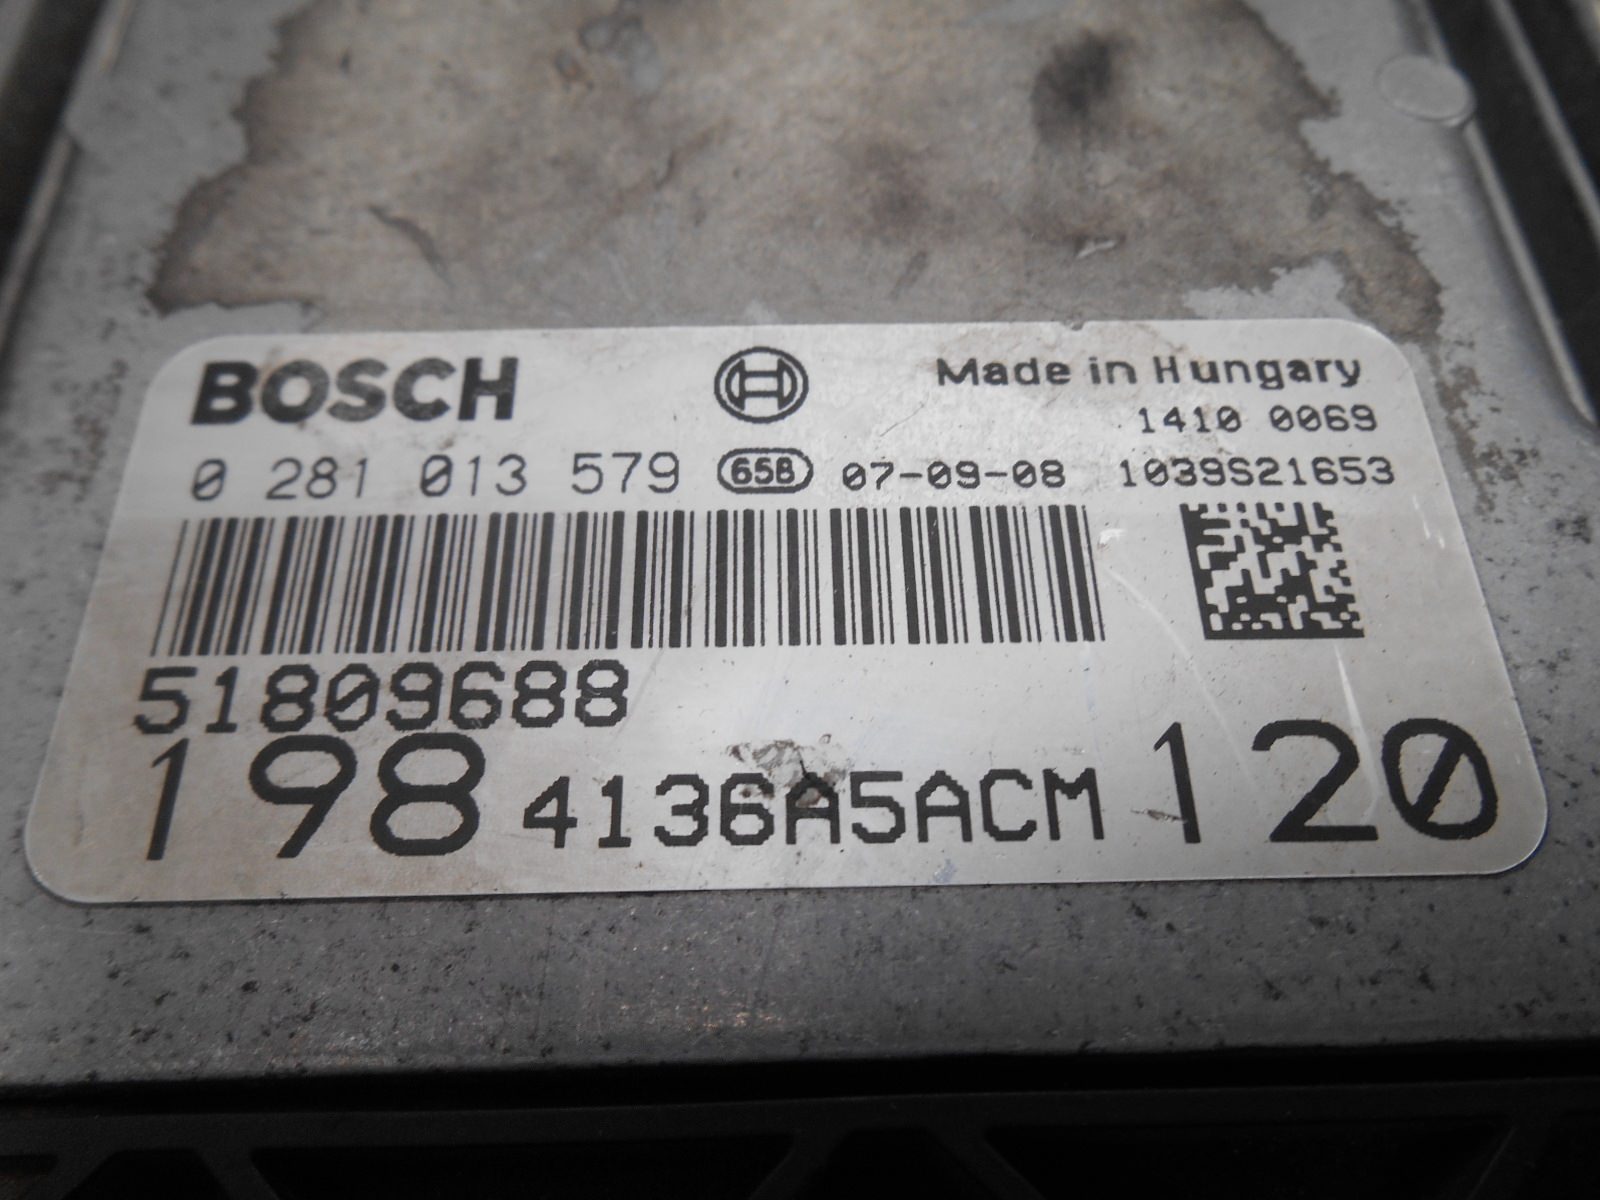 BOSCH Made in Hungary
1410 0069
0 281 013 579 65B 07-09-08 1039S21653
51809688
198 4136A5ACM 120